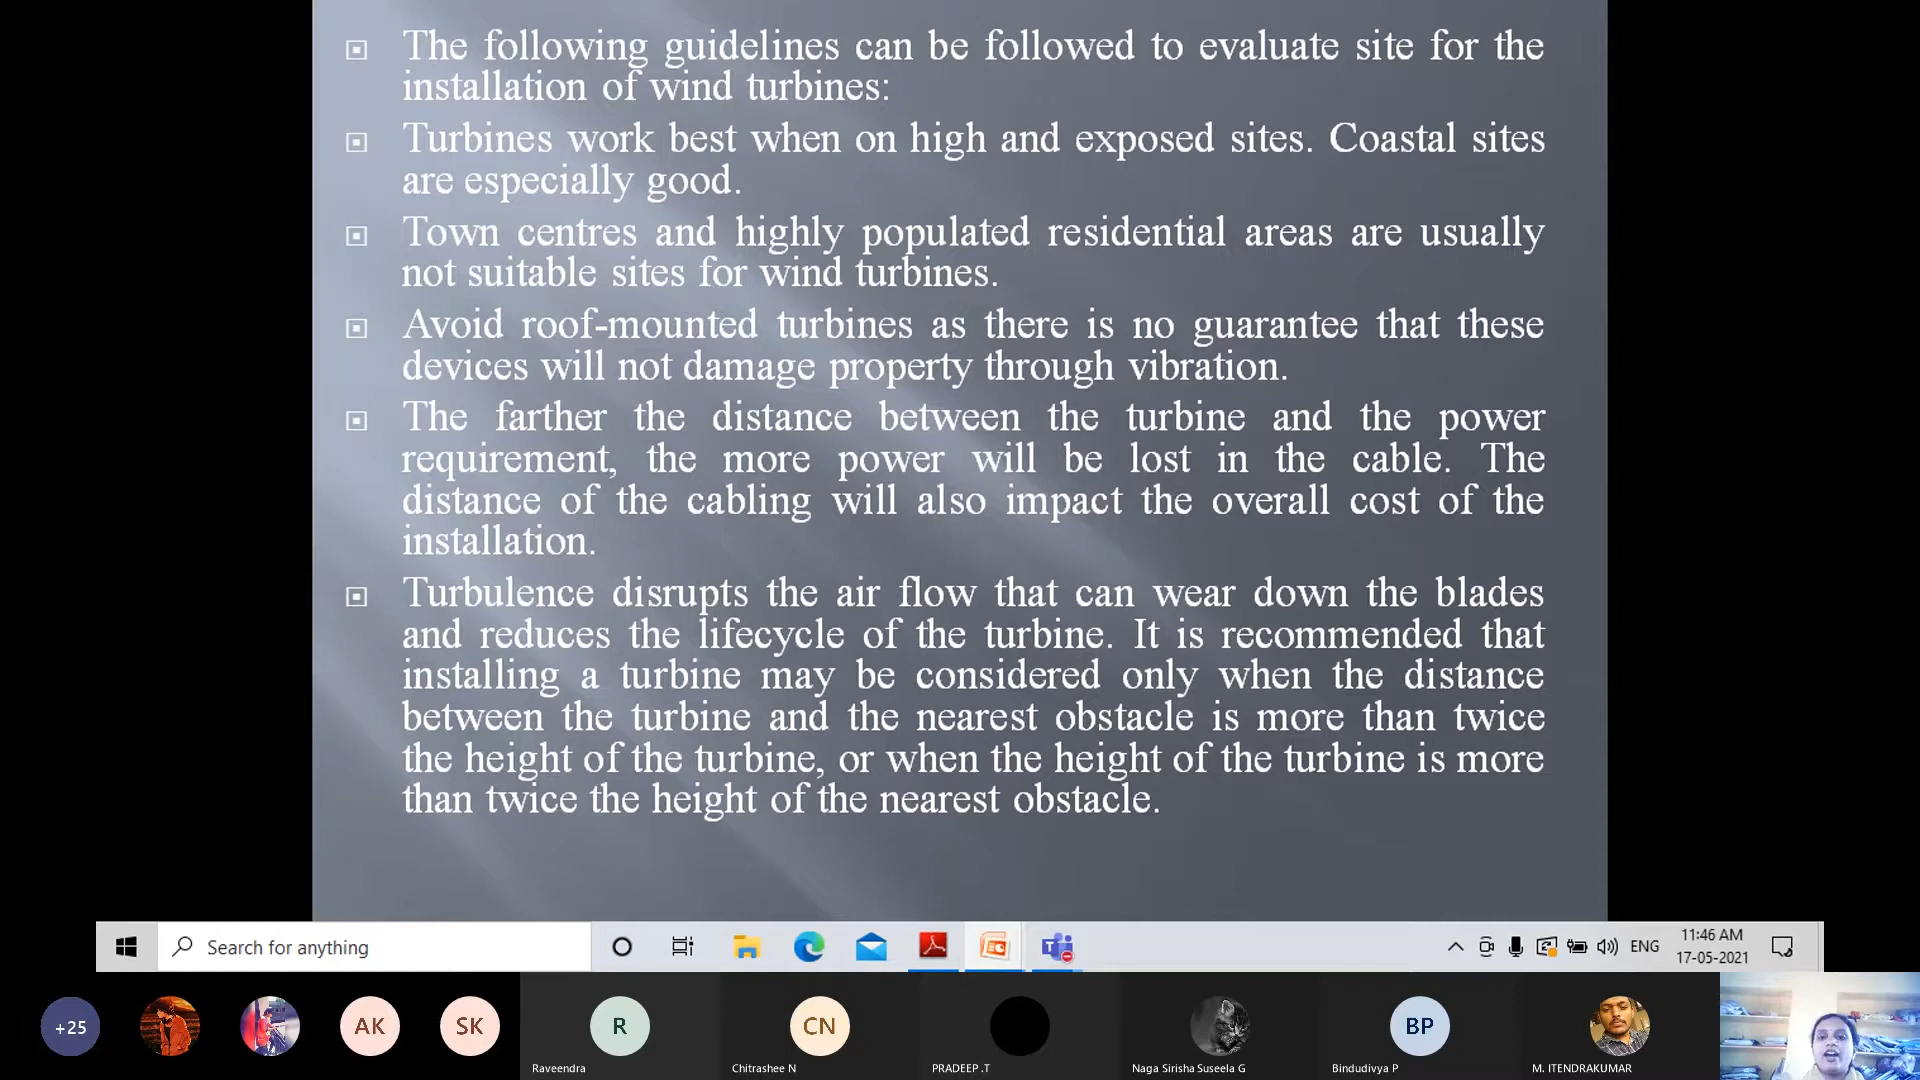 The following guidelines can be followed to evaluate site for the
installation of wind turbines:
Turbines work best when on high and exposed sites. Coastal sites
are especially good.
Town centres and highly populated residential areas are usually
not suitable sites for wind turbines.
Avoid roof-mounted turbines as there is no guarantee that these
devices will not damage property through vibration.
The farther the distance between the turbine and the power
requirement, the more power will be lost in the cable. The
distance of the cabling will also impact the overall cost of the
installation.
Turbulence disrupts the air flow that can wear down the blades
and reduces the lifecycle of the turbine. It is recommended that
installing a turbine may be considered only when the distance
between the turbine and the nearest obstacle is more than twice
the height of the turbine, or when the height of the turbine is more
than twice the height of the nearest obstacle.
Search for anything
ENG
11:46 AM
17-05-2021
+25
AK
SK
R
CN
BP
Raveendra
Chitrashee N
PRADEEP .T
Naga Sirisha Suseela G
Bindudivya P
M. ITENDRAKUMAR